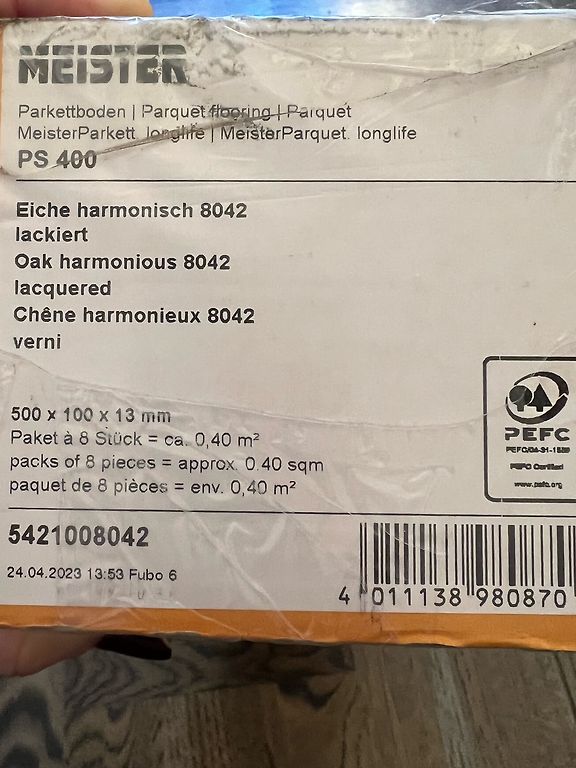 MEISTER
Parkettboden | Parquet flooring | Parquet
MeisterParkett. longlife | MeisterParquet. longlife
PS 400
Eiche harmonisch 8042
lackiert
Oak harmonious 8042
lacquered
Chêne harmonieux 8042
verni
500 x 100 x 13 mm
Paket à 8 Stück = ca. 0,40 m²
packs of 8 pieces = approx. 0.40 sqm
paquet de 8 pièces = env. 0,40 m²
PEFC
PEFC Certified
www.pefc.org
5421008042
24.04.2023 13:53 Fubo 6
4 011138 980870